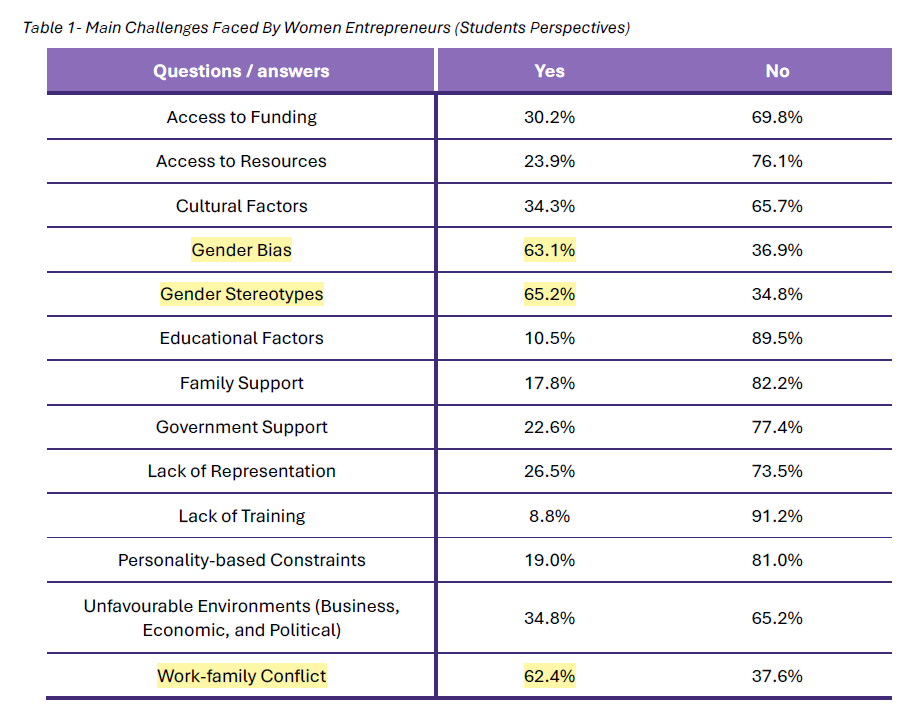 Table 1- Main Challenges Faced By Women Entrepreneurs (Students Perspectives)
Questions / answers Yes No
Access to Funding 30.2% 69.8%
Access to Resources 23.9% 76.1%
Cultural Factors 34.3% 65.7%
Gender Bias 63.1% 36.9%
Gender Stereotypes 65.2% 34.8%
Educational Factors 10.5% 89.5%
Family Support 17.8% 82.2%
Government Support 22.6% 77.4%
Lack of Representation 26.5% 73.5%
Lack of Training 8.8% 91.2%
Personality-based Constraints 19.0% 81.0%
Unfavourable Environments (Business,
Economic, and Political) 34.8% 65.2%
Work-family Conflict 62.4% 37.6%